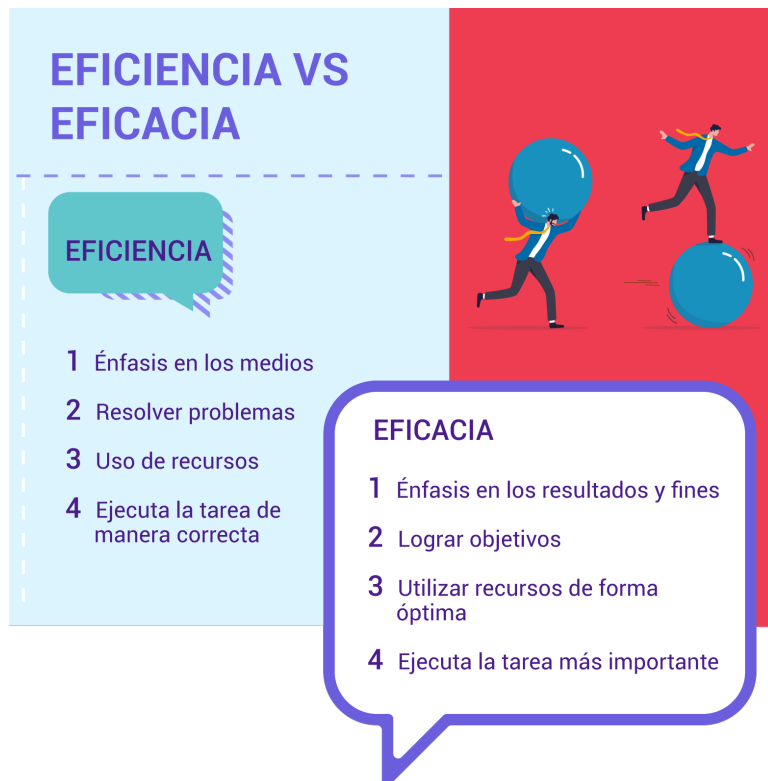 EFICIENCIA VS
EFICACIA
EFICIENCIA
1 Énfasis en los medios
2 Resolver problemas
3 Uso de recursos
4 Ejecuta la tarea de
manera correcta
EFICACIA
1 Énfasis en los resultados y fines
2 Lograr objetivos
3 Utilizar recursos de forma
óptima
4 Ejecuta la tarea más importante